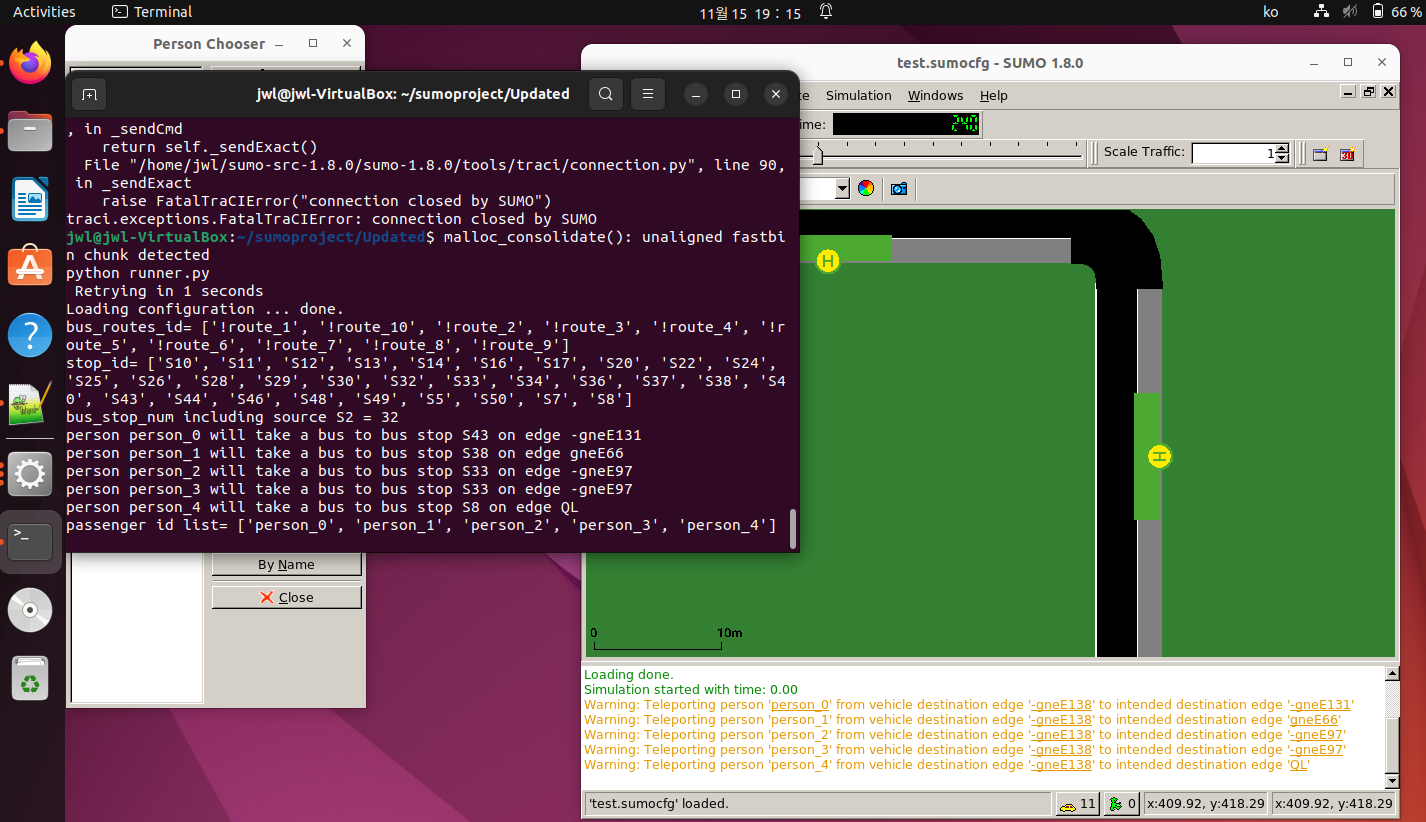 Activities
Terminal
11월 15 19 : 15
ko
66 %
Person Chooser
test.sumocfg - SUMO 1.8.0
jwl@jwl-VirtualBox: ~/sumoproject/Updated
Simulation
Windows
Help
ime:
240
Scale Traffic:
1
, in _sendCmd
return self._sendExact()
File "/home/jwl/sumo-src-1.8.0/sumo-1.8.0/tools/traci/connection.py", line 90,
in _sendExact
raise FatalTraCIError("connection closed by SUMO")
traci.exceptions.FatalTraCIError: connection closed by SUMO
jwl@jwl-VirtualBox:~/sumoproject/Updated$ malloc_consolidate(): unaligned fastbi
n chunk detected
python runner.py
Retrying in 1 seconds
Loading configuration ... done.
bus_routes_id= ['!route_1', '!route_10', '!route_2', '!route_3', '!route_4', '!r
oute_5', '!route_6', '!route_7', '!route_8', '!route_9']
stop_id= ['S10', 'S11', 'S12', 'S13', 'S14', 'S16', 'S17', 'S20', 'S22', 'S24',
'S25', 'S26', 'S28', 'S29', 'S30', 'S32', 'S33', 'S34', 'S36', 'S37', 'S38', 'S4
0', 'S43', 'S44', 'S46', 'S48', 'S49', 'S5', 'S50', 'S7', 'S8']
bus_stop_num including source S2 = 32
person person_0 will take a bus to bus stop S43 on edge -gneE131
person person_1 will take a bus to bus stop S38 on edge gneE66
person person_2 will take a bus to bus stop S33 on edge -gneE97
person person_3 will take a bus to bus stop S33 on edge -gneE97
person person_4 will take a bus to bus stop S8 on edge QL
passenger id list= ['person_0', 'person_1', 'person_2', 'person_3', 'person_4']
By Name
Close
H
H
0 10m
Loading done.
Simulation started with time: 0.00
Warning: Teleporting person 'person_0' from vehicle destination edge '-gneE138' to intended destination edge '-gneE131'
Warning: Teleporting person 'person_1' from vehicle destination edge '-gneE138' to intended destination edge 'gneE66'
Warning: Teleporting person 'person_2' from vehicle destination edge '-gneE138' to intended destination edge '-gneE97'
Warning: Teleporting person 'person_3' from vehicle destination edge '-gneE138' to intended destination edge '-gneE97'
Warning: Teleporting person 'person_4' from vehicle destination edge '-gneE138' to intended destination edge 'QL'
'test.sumocfg' loaded.
11
0
x:409.92, y:418.29
x:409.92, y:418.29